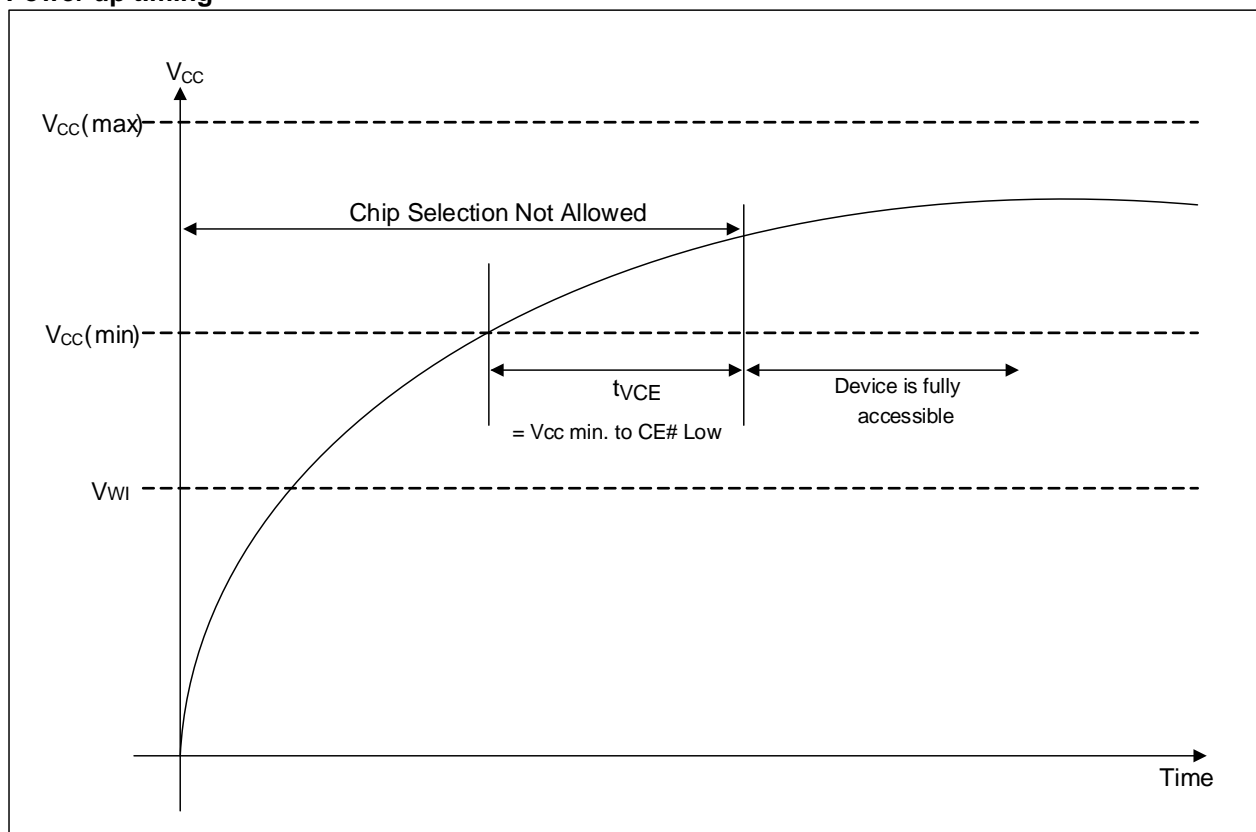 Power up timing
VCC
VCC(max)
Chip Selection Not Allowed
VCC(min)
tVCE
= Vcc min. to CE# Low
Device is fully
accessible
VWI
Time